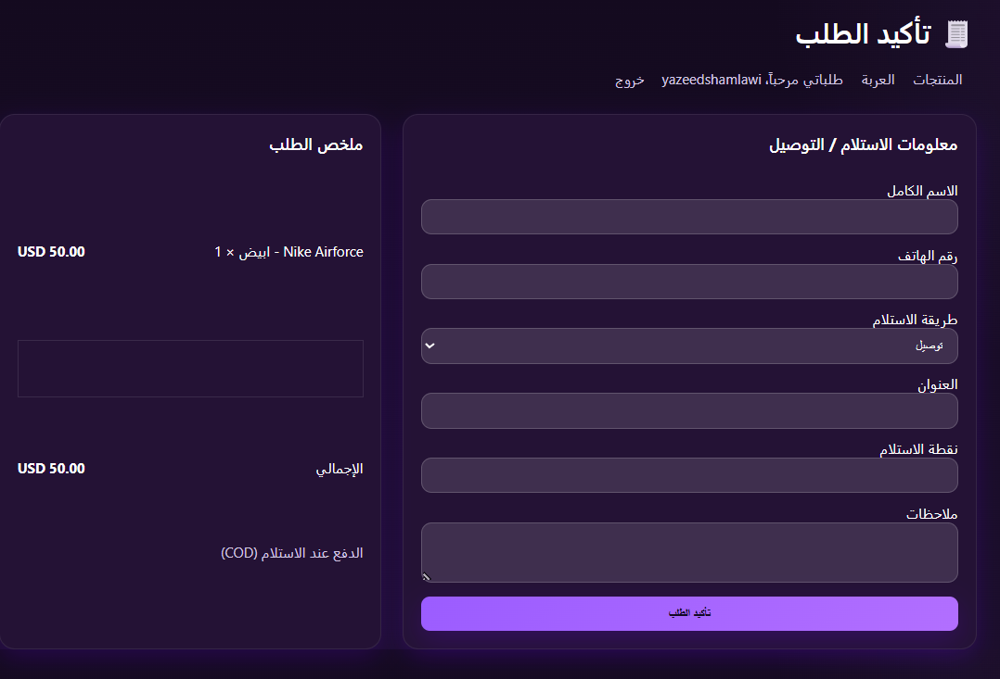 تأكيد الطلب
المنتجات العربة طلباتي مرحباً، yazeedshamlawi خروج
معلومات الاستلام / التوصيل
الاسم الكامل
رقم الهاتف
طريقة الاستلام
توصيل
العنوان
نقطة الاستلام
ملاحظات
تأكيد الطلب
ملخص الطلب
Nike Airforce - ابيض × 1
USD 50.00
الإجمالي
USD 50.00
الدفع عند الاستلام (COD)